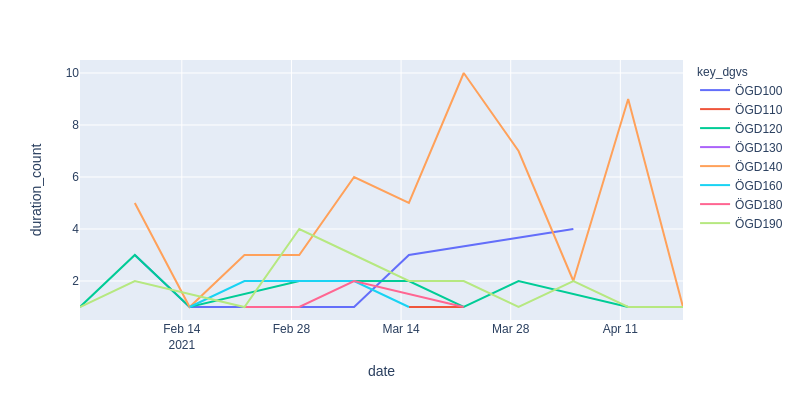 duration_count
10
8
6
4
2
Feb 14
2021
Feb 28
Mar 14
Mar 28
Apr 11
date
key_dgvs
ÖGD100
ÖGD110
ÖGD120
ÖGD130
ÖGD140
ÖGD160
ÖGD180
ÖGD190